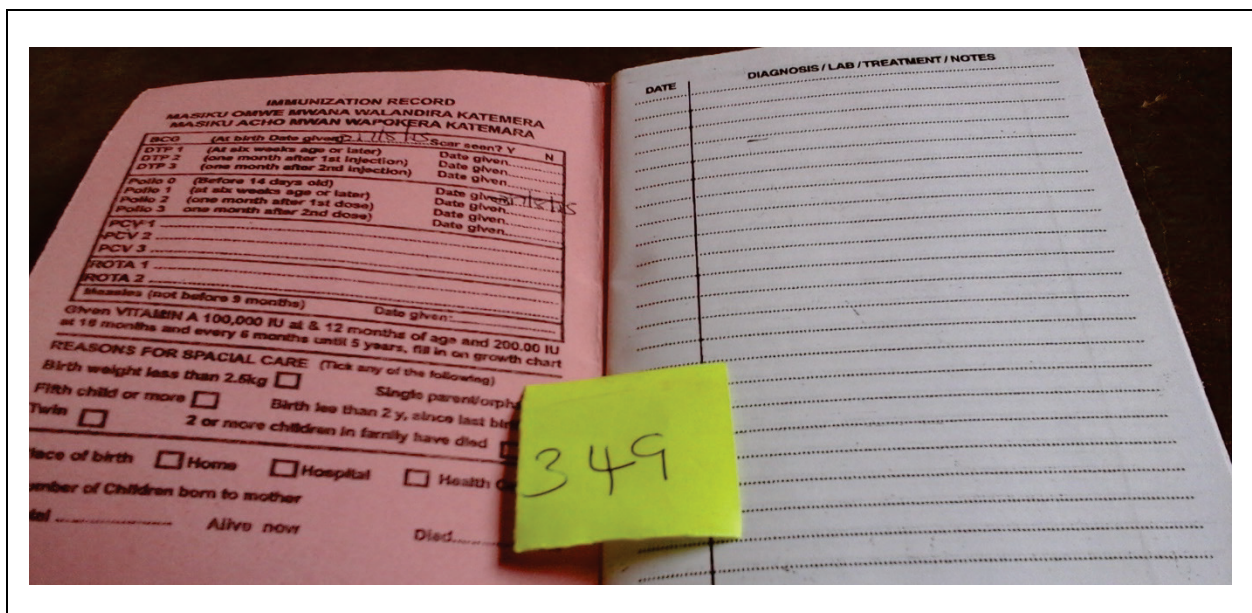 IMMUNIZATION RECORD
MASIKU OMWE MWANA WALANDIRA KATEMERA
MASIKU ACHO MWAN WAPOKERA KATEMARA
BCG (At birth Date given Scar seen? Y N
DTP 1 (At six weeks age or later) Date given
DTP 2 (one month after 1st injection) Date given
DTP 3 (one month after 2nd injection) Date given
Polio 0 (Before 14 days old) Date given
Polio 1 (at six weeks age or later) Date given
Polio 2 (one month after 1st dose) Date given
Polio 3 one month after 2nd dose) Date given
PCV 1
PCV 2
PCV 3
ROTA 1
ROTA 2
Measles (not before 9 months) Date given:
Given VITAMIN A 100,000 IU at & 12 months of age and 200.00 IU
at 18 months and every 6 months until 5 years, fill in on growth chart
REASONS FOR SPACIAL CARE (Tick any of the following)
Birth weight less than 2.5kg Single parent/orpha
Fifth child or more Birth les than 2 y, since last bir
Twin 2 or more children in family have died
lace of birth Home Hospital Health
mber of Children born to mother
tal Alive now Died
349
DATE DIAGNOSIS / LAB / TREATMENT / NOTES